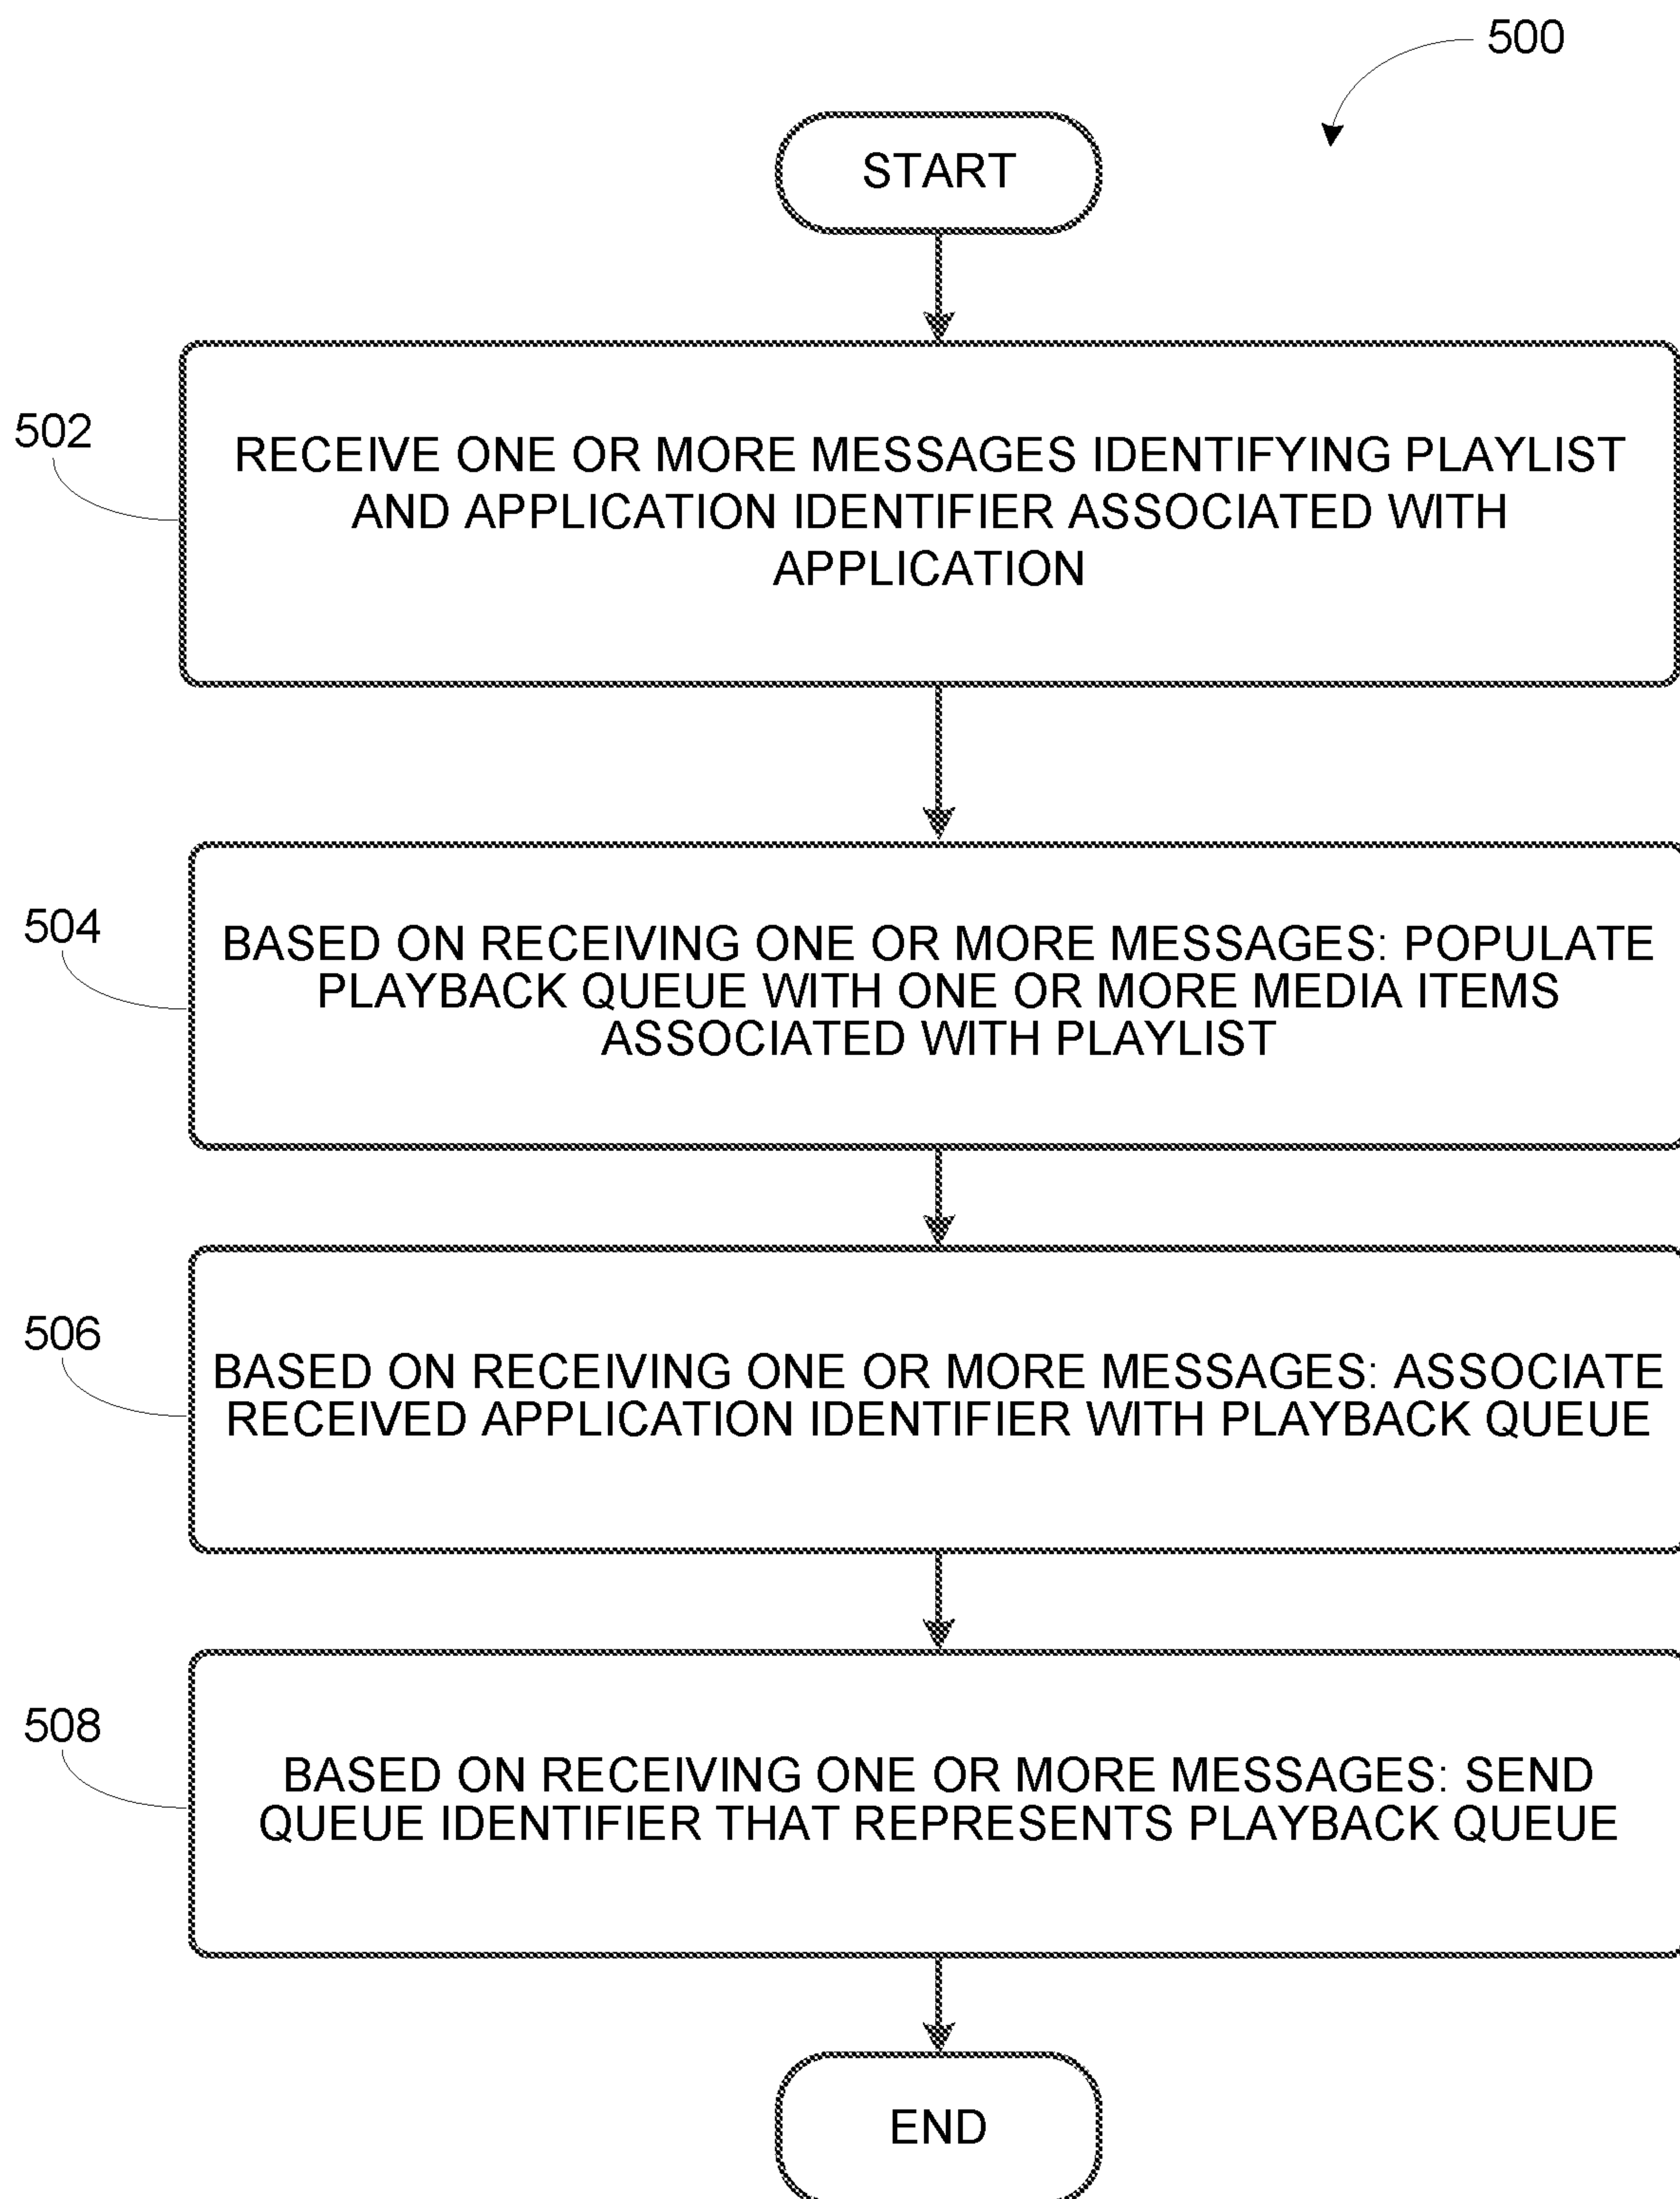 500
START
502
RECEIVE ONE OR MORE MESSAGES IDENTIFYING PLAYLIST
AND APPLICATION IDENTIFIER ASSOCIATED WITH
APPLICATION
504
BASED ON RECEIVING ONE OR MORE MESSAGES: POPULATE
PLAYBACK QUEUE WITH ONE OR MORE MEDIA ITEMS
ASSOCIATED WITH PLAYLIST
506
BASED ON RECEIVING ONE OR MORE MESSAGES: ASSOCIATE
RECEIVED APPLICATION IDENTIFIER WITH PLAYBACK QUEUE
508
BASED ON RECEIVING ONE OR MORE MESSAGES: SEND
QUEUE IDENTIFIER THAT REPRESENTS PLAYBACK QUEUE
END